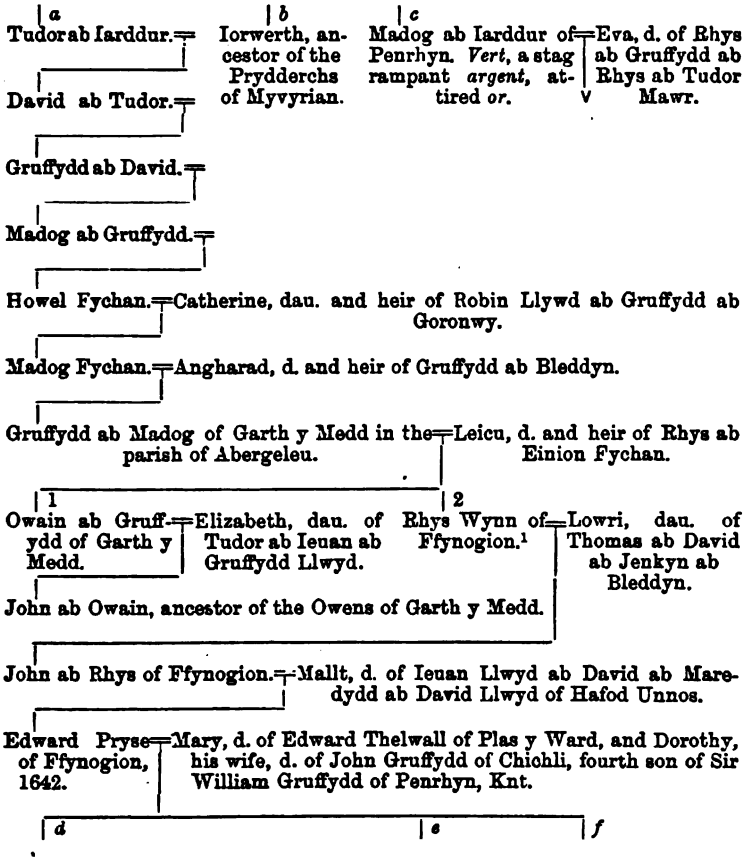 a b c
Tudor ab Iarddur. Iorwerth, an- Madog ab Iarddur of Eva, d. of Rhys
cestor of the Penrhyn. Vert, a stag ab Gruffydd ab
Prydderchs rampant argent, at- Rhys ab Tudor
David ab Tudor. of Myvyrian. tired or. Mawr.
Gruffydd ab David.
Madog ab Gruffydd.
Howel Fychan. Catherine, dau. and heir of Robin Llywd ab Gruffydd ab
Goronwy.
Madog Fychan. Angharad, d. and heir of Gruffydd ab Bleddyn.
Gruffydd ab Madog of Garth y Medd in the Leicu, d. and heir of Rhys ab
parish of Abergeleu. Einion Fychan.
1 2
Owain ab Gruff- Elizabeth, dau. of Rhys Wynn of Lowri, dau. of
ydd of Garth y Tudor ab Ieuan ab Ffynogion.¹ Thomas ab David
Medd. Gruffydd Llwyd. ab Jenkyn ab
Bleddyn.
John ab Owain, ancestor of the Owens of Garth y Medd.
John ab Rhys of Ffynogion. Mallt, d. of Ieuan Llwyd ab David ab Mare-
dydd ab David Llwyd of Hafod Unnos.
Edward Pryse Mary, d. of Edward Thelwall of Plas y Ward, and Dorothy,
of Ffynogion, his wife, d. of John Gruffydd of Chichli, fourth son of Sir
1642. William Gruffydd of Penrhyn, Knt.
d e f